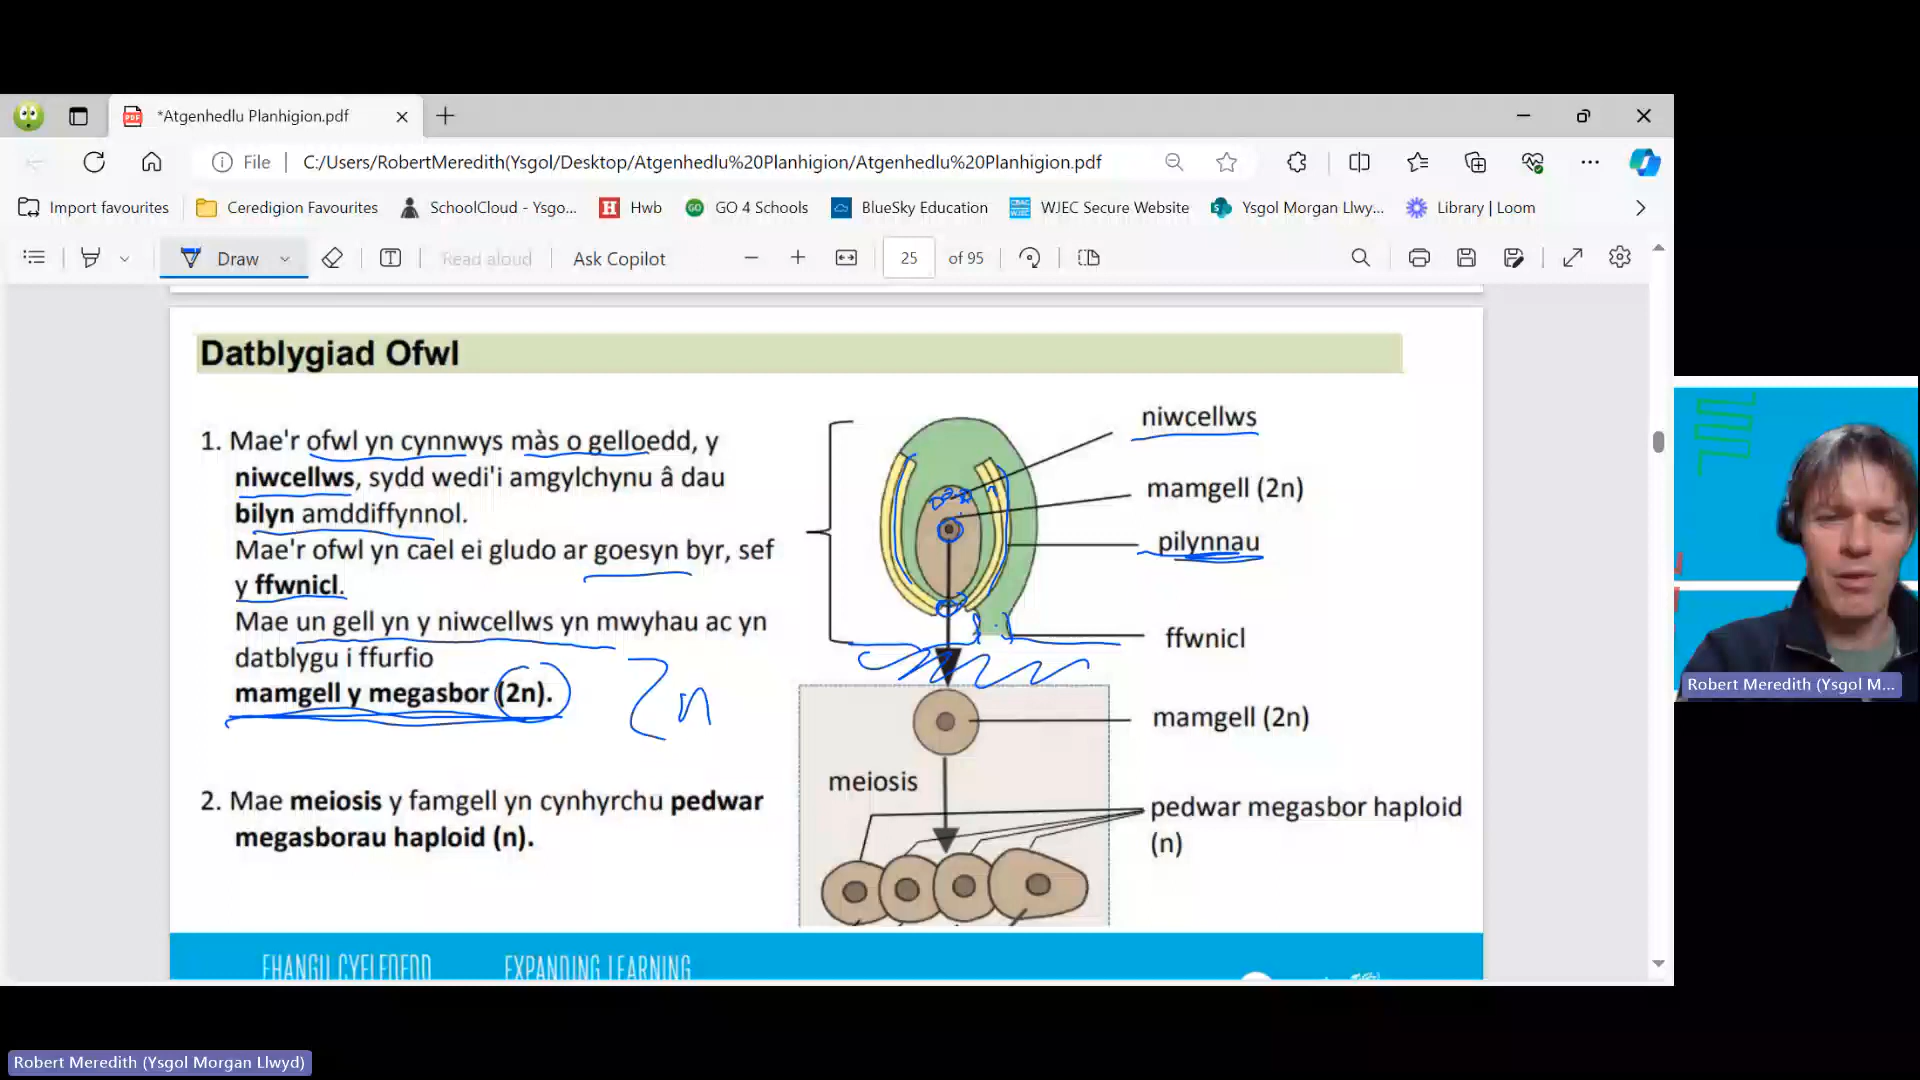 *Atgenhedlu Planhigion.pdf
File
C:/Users/RobertMeredith(Ysgol/Desktop/Atgenhedlu%20Planhigion/Atgenhedlu%20Planhigion.pdf
Import favourites
Ceredigion Favourites
SchoolCloud - Ysgo...
Hwb
GO 4 Schools
BlueSky Education
WJEC Secure Website
Ysgol Morgan Llwy...
Library | Loom
Draw
Read aloud
Ask Copilot
25 of 95
Datblygiad Ofwl
1. Mae'r ofwl yn cynnwys màs o gelloedd, y
niwcellws, sydd wedi'i amgylchynu â dau
bilyn amddiffynnol.
Mae'r ofwl yn cael ei gludo ar goesyn byr, sef
y ffwnicl.
Mae un gell yn y niwcellws yn mwyhau ac yn
datblygu i ffurfio
mamgell y megasbor (2n).
2n
2. Mae meiosis y famgell yn cynhyrchu pedwar
megasborau haploid (n).
niwcellws
mamgell (2n)
pilynnau
ffwnicl
mamgell (2n)
meiosis
pedwar megasbor haploid
(n)
EHANGU CYFLEOEDD
EXPANDING LEARNING
Robert Meredith (Ysgol M...
Robert Meredith (Ysgol Morgan Llwyd)